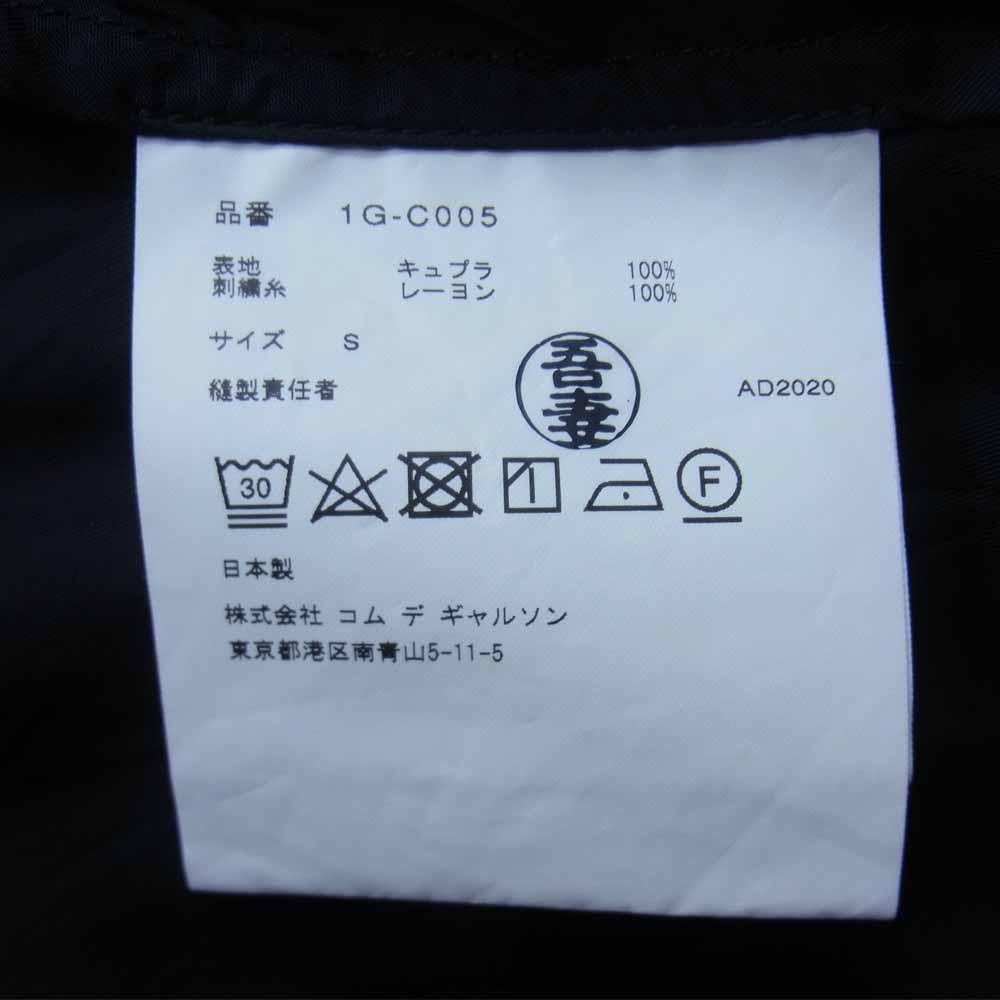 品番 1G-C005
表地 キュプラ 100%
刺繍糸 レーヨン 100%
サイズ S
縫製責任者 吾妻 AD2020
30 F
日本製
株式会社 コム デ ギャルソン
東京都港区南青山5-11-5